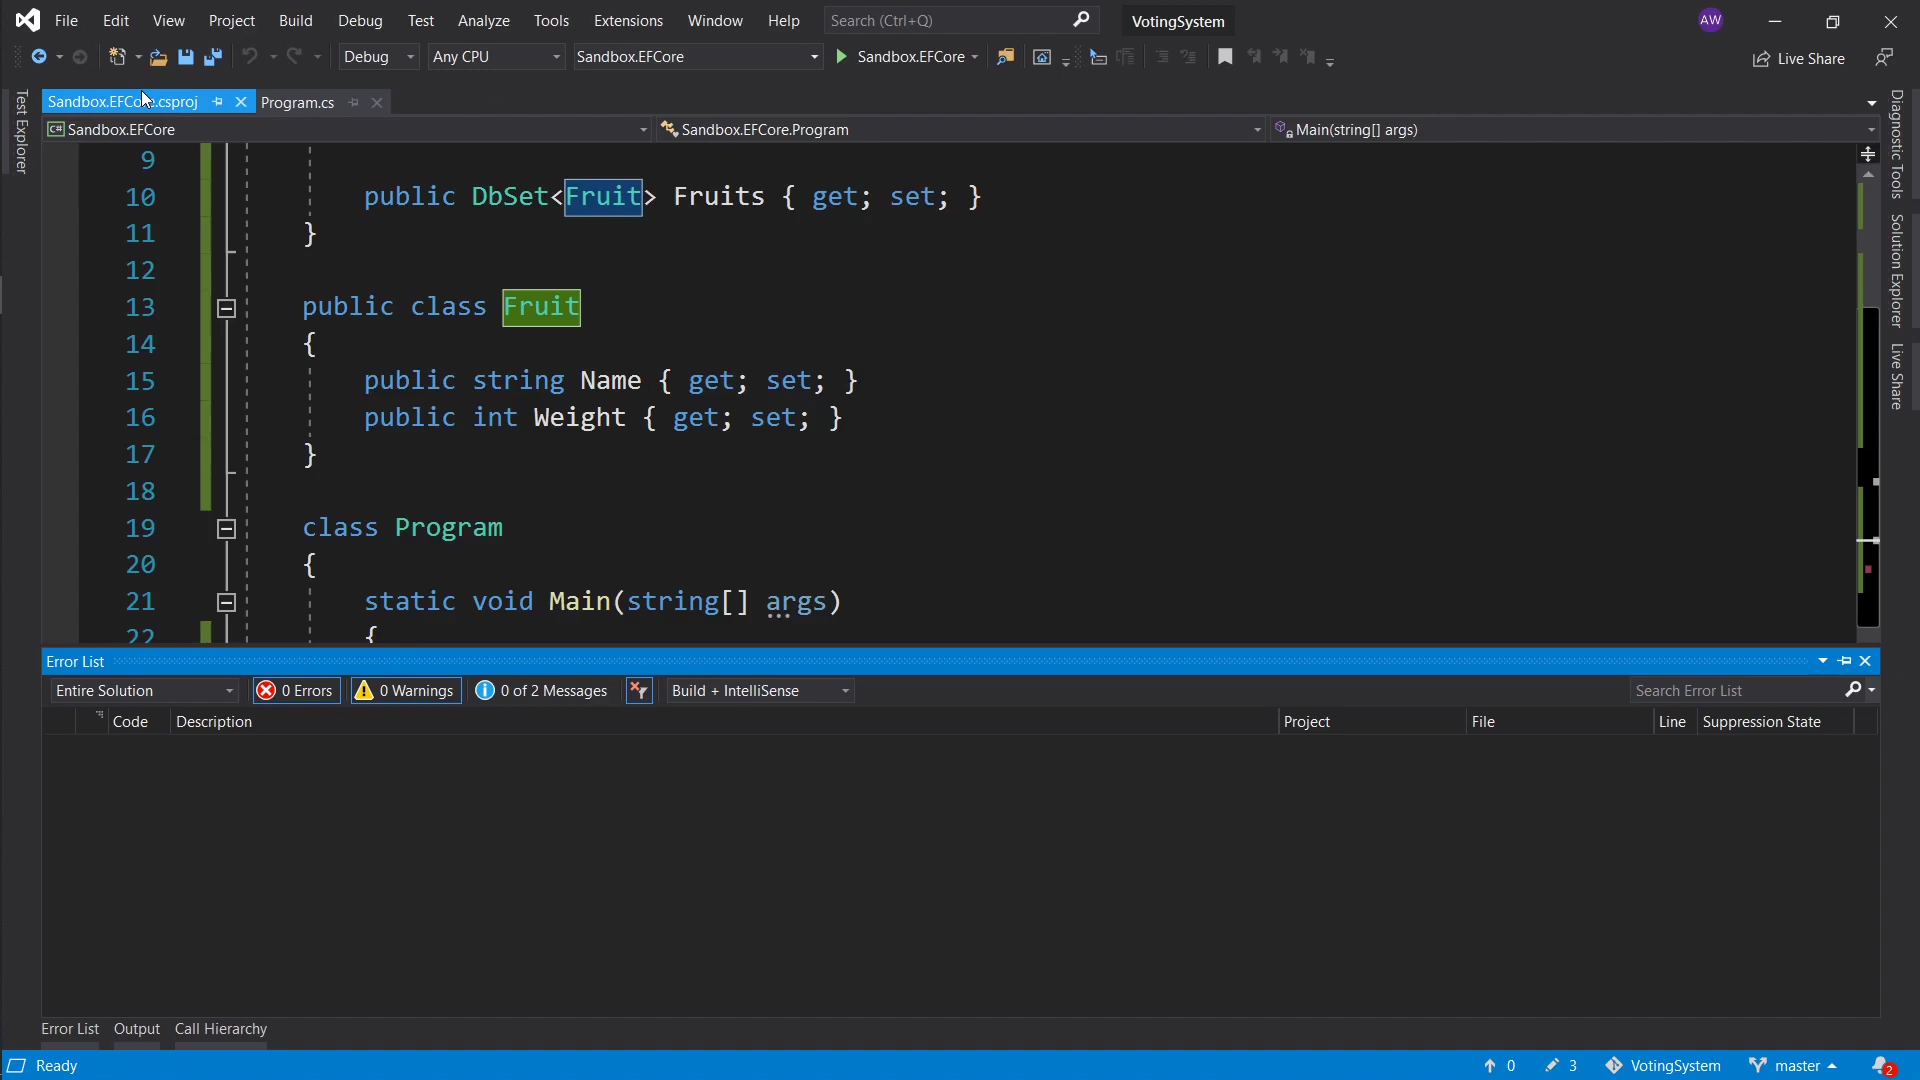 File Edit View Project Build Debug Test Analyze Tools Extensions Window Help Search (Ctrl+Q) VotingSystem AW
Debug Any CPU Sandbox.EFCore Sandbox.EFCore Live Share
Sandbox.EFCore.csproj Program.cs
Sandbox.EFCore Sandbox.EFCore.Program Main(string[] args)
Test Explorer
Diagnostic Tools
Solution Explorer
Live Share
9
10 public DbSet<Fruit> Fruits { get; set; }
11 }
12
13 public class Fruit
14 {
15 public string Name { get; set; }
16 public int Weight { get; set; }
17 }
18
19 class Program
20 {
21 static void Main(string[] args)
22 {
Error List
Entire Solution 0 Errors 0 Warnings 0 of 2 Messages Build + IntelliSense Search Error List
Code Description Project File Line Suppression State
Error List Output Call Hierarchy
Ready 0 3 VotingSystem master 2